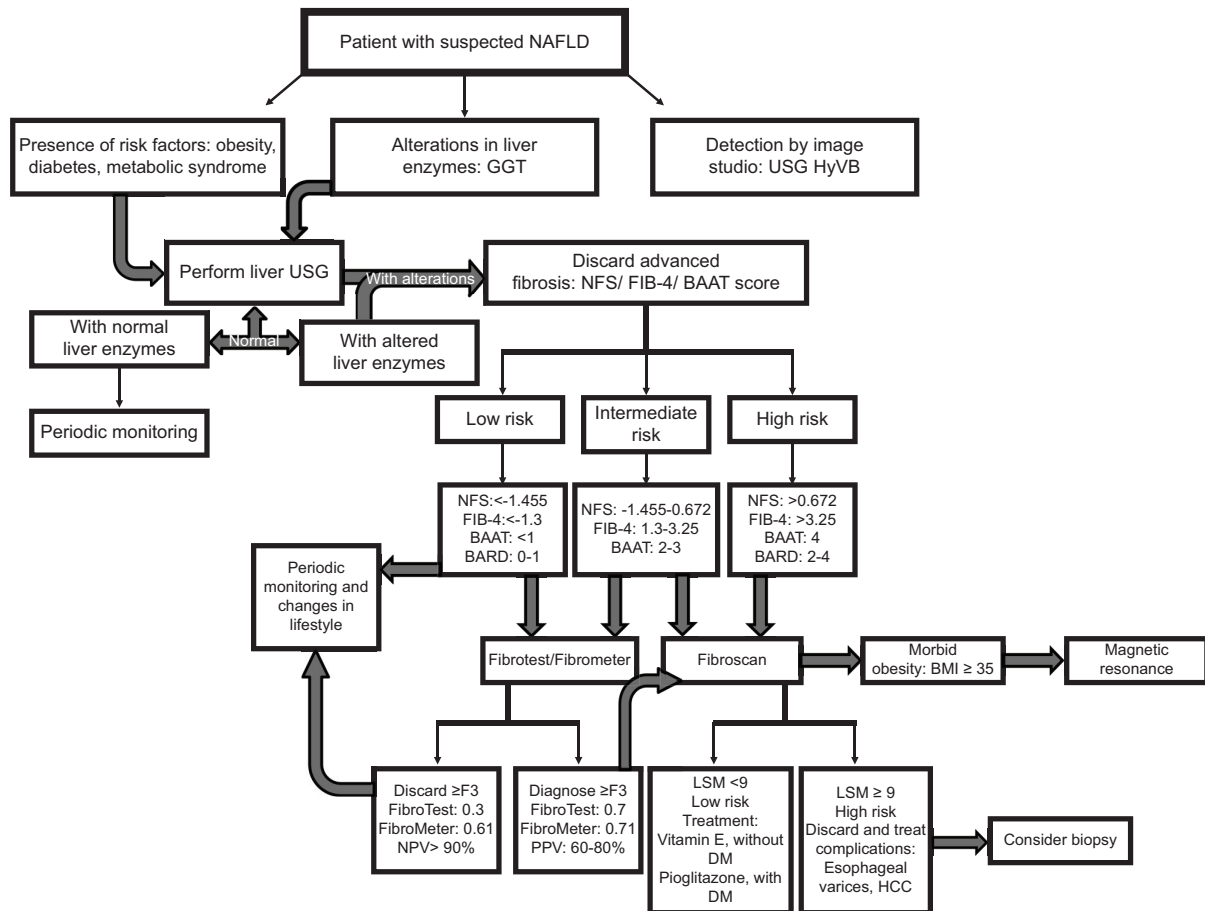 Patient with suspected NAFLD
Presence of risk factors: obesity,
diabetes, metabolic syndrome
Alterations in liver
enzymes: GGT
Detection by image
studio: USG HyVB
Perform liver USG
With alterations
Discard advanced
fibrosis: NFS/ FIB-4/ BAAT score
With normal
liver enzymes
Normal
With altered
liver enzymes
Periodic monitoring
Low risk
Intermediate
risk
High risk
NFS:<-1.455
FIB-4:<-1.3
BAAT: <1
BARD: 0-1
NFS: -1.455-0.672
FIB-4: 1.3-3.25
BAAT: 2-3
NFS: >0.672
FIB-4: >3.25
BAAT: 4
BARD: 2-4
Periodic
monitoring and
changes in
lifestyle
Fibrotest/Fibrometer
Fibroscan
Morbid
obesity: BMI ≥ 35
Magnetic
resonance
Discard ≥F3
FibroTest: 0.3
FibroMeter: 0.61
NPV> 90%
Diagnose ≥F3
FibroTest: 0.7
FibroMeter: 0.71
PPV: 60-80%
LSM <9
Low risk
Treatment:
Vitamin E, without
DM
Pioglitazone, with
DM
LSM ≥ 9
High risk
Discard and treat
complications:
Esophageal
varices, HCC
Consider biopsy